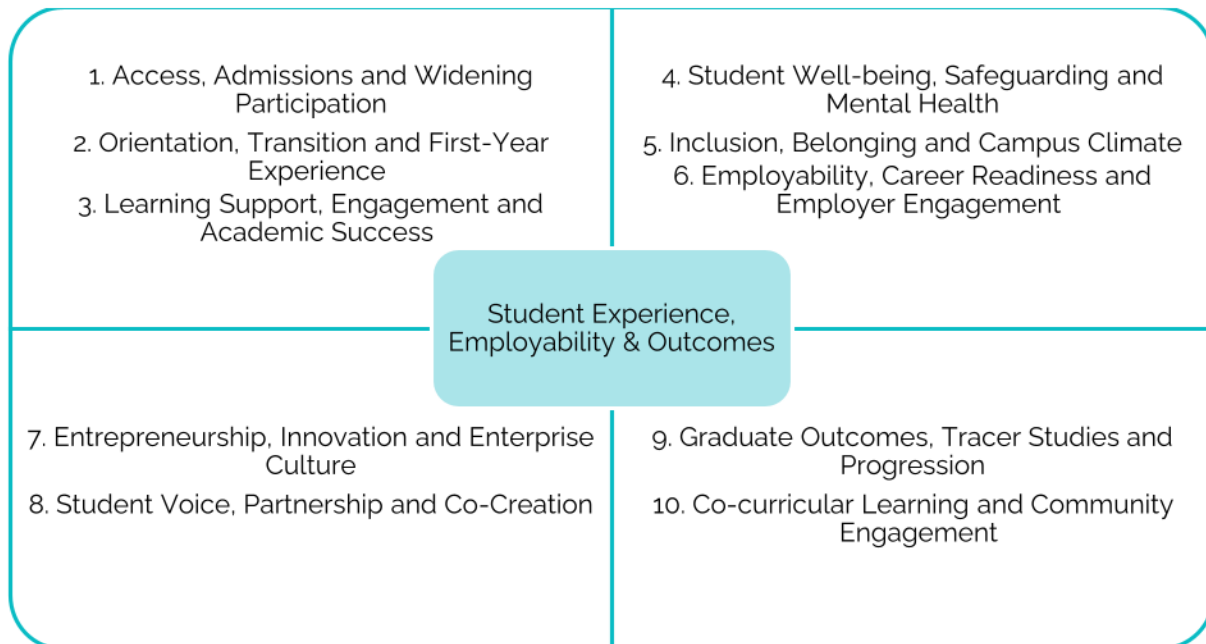 1. Access, Admissions and Widening
Participation
2. Orientation, Transition and First-Year
Experience
3. Learning Support, Engagement and
Academic Success
4. Student Well-being, Safeguarding and
Mental Health
5. Inclusion, Belonging and Campus Climate
6. Employability, Career Readiness and
Employer Engagement
Student Experience,
Employability & Outcomes
7. Entrepreneurship, Innovation and Enterprise
Culture
8. Student Voice, Partnership and Co-Creation
9. Graduate Outcomes, Tracer Studies and
Progression
10. Co-curricular Learning and Community
Engagement